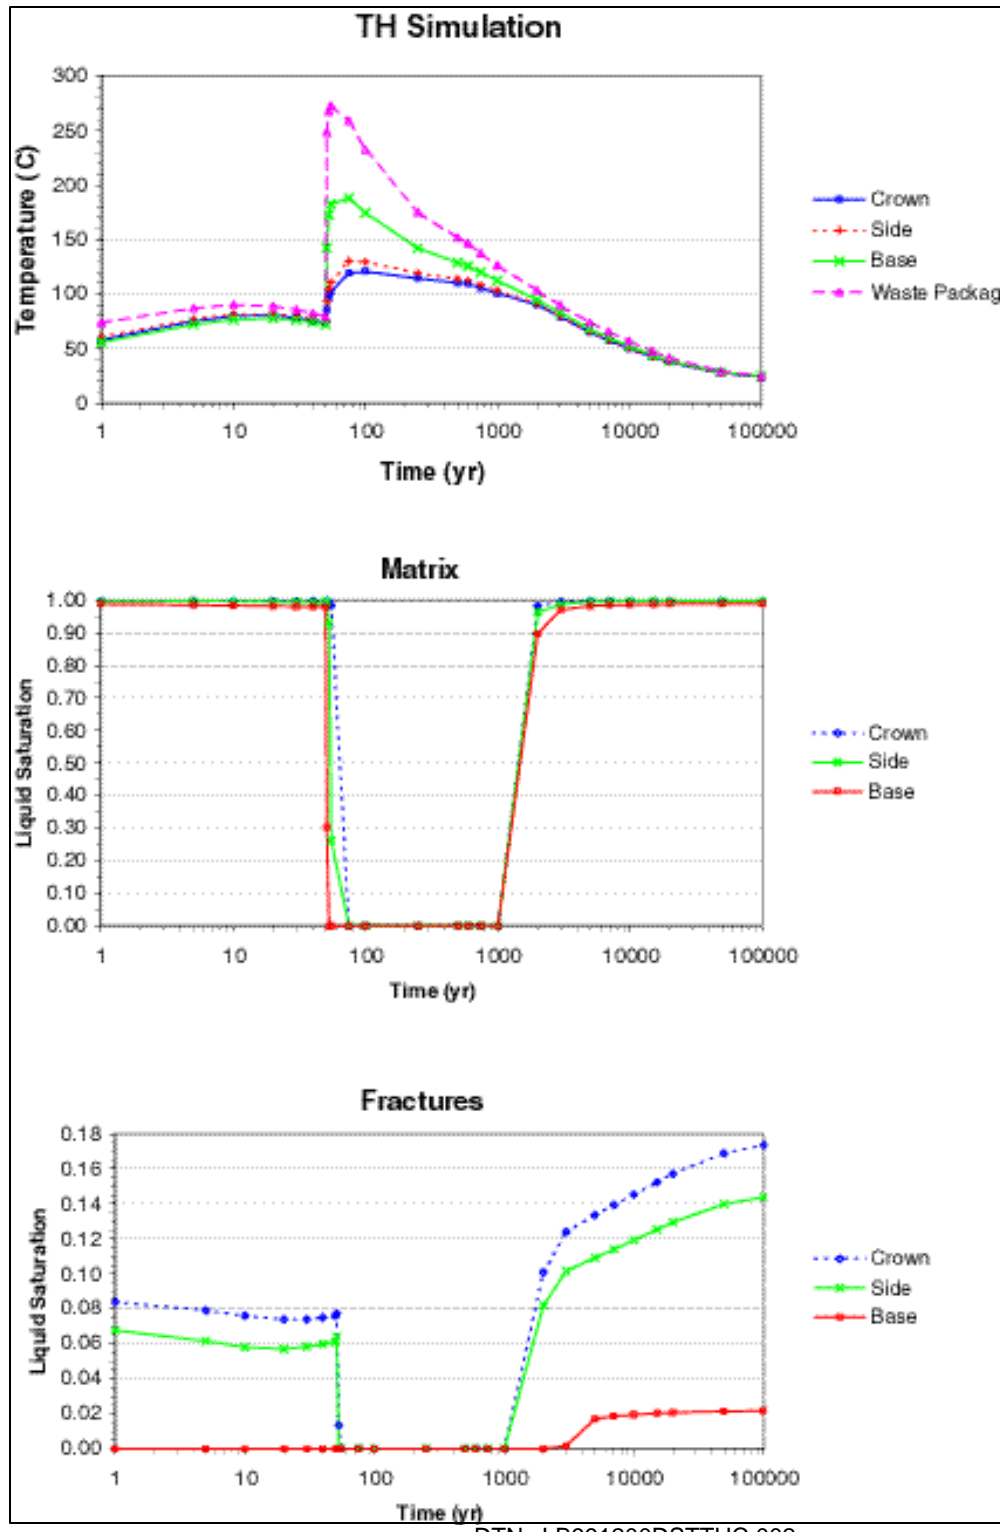 TH Simulation
300
250
200
150
100
50
0
Temperature (C)
1
10
100
1000
10000
100000
Time (yr)
Crown
Side
Base
Waste Packag
Matrix
1.00
0.90
0.80
0.70
0.60
0.50
0.40
0.30
0.20
0.10
0.00
Liquid Saturation
1
10
100
1000
10000
100000
Time (yr)
Crown
Side
Base
Fractures
0.18
0.16
0.14
0.12
0.10
0.08
0.06
0.04
0.02
0.00
Liquid Saturation
1
10
100
1000
10000
100000
Time (yr)
Crown
Side
Base